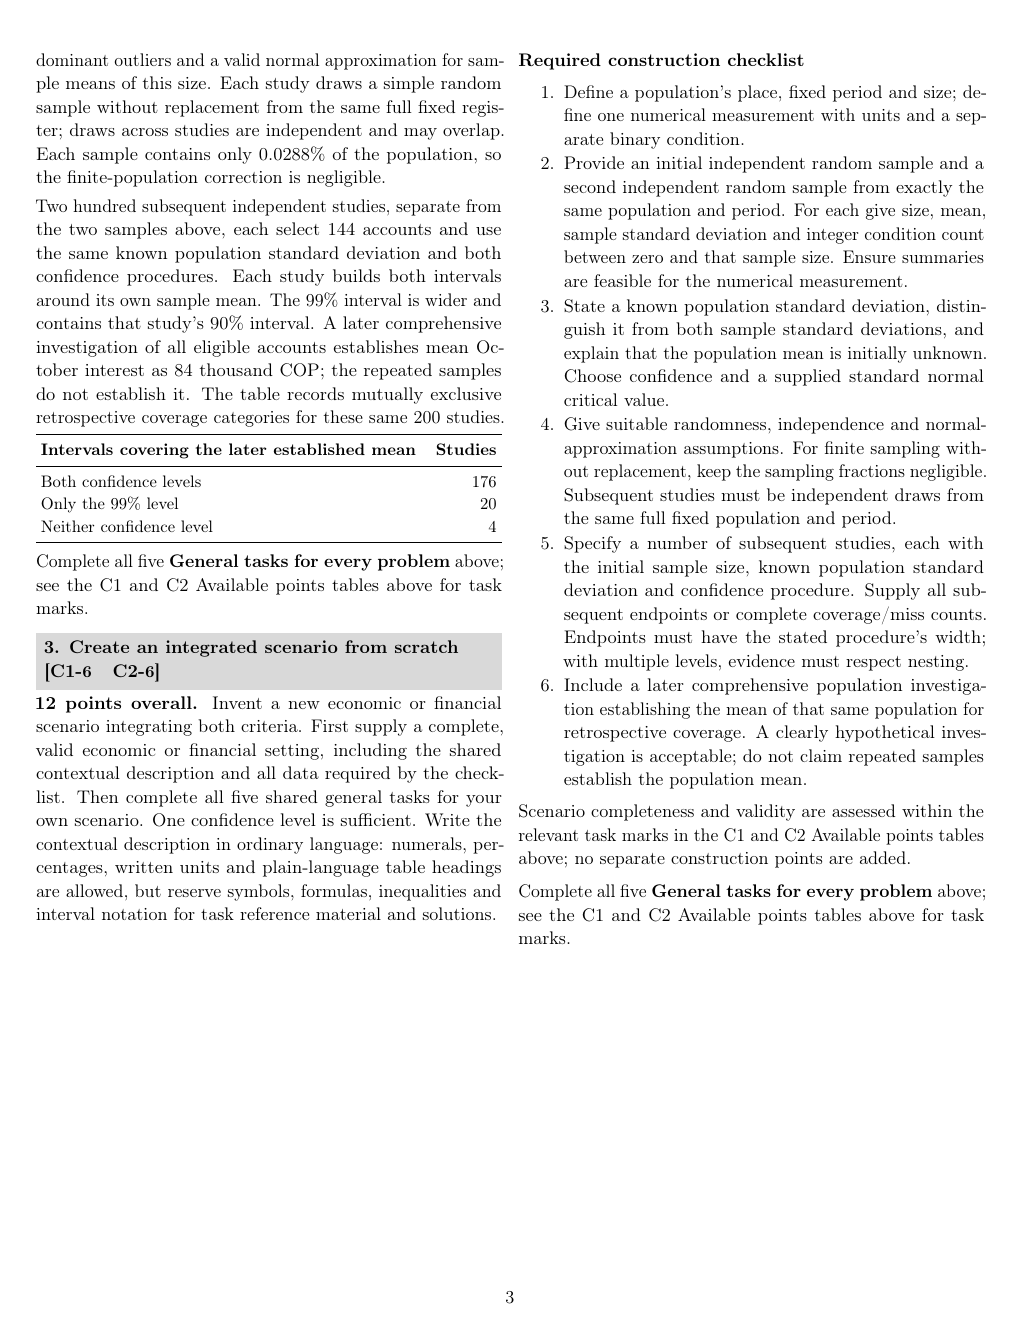 dominant outliers and a valid normal approximation for sam-
ple means of this size. Each study draws a simple random
sample without replacement from the same full fixed regis-
ter; draws across studies are independent and may overlap.
Each sample contains only 0.0288% of the population, so
the finite-population correction is negligible.
Two hundred subsequent independent studies, separate from
the two samples above, each select 144 accounts and use
the same known population standard deviation and both
confidence procedures. Each study builds both intervals
around its own sample mean. The 99% interval is wider and
contains that study's 90% interval. A later comprehensive
investigation of all eligible accounts establishes mean Oc-
tober interest as 84 thousand COP; the repeated samples
do not establish it. The table records mutually exclusive
retrospective coverage categories for these same 200 studies.
Intervals covering the later established mean Studies
Both confidence levels 176
Only the 99% level 20
Neither confidence level 4
Complete all five General tasks for every problem above;
see the C1 and C2 Available points tables above for task
marks.
3. Create an integrated scenario from scratch
[C1-6 C2-6]
12 points overall. Invent a new economic or financial
scenario integrating both criteria. First supply a complete,
valid economic or financial setting, including the shared
contextual description and all data required by the check-
list. Then complete all five shared general tasks for your
own scenario. One confidence level is sufficient. Write the
contextual description in ordinary language: numerals, per-
centages, written units and plain-language table headings
are allowed, but reserve symbols, formulas, inequalities and
interval notation for task reference material and solutions.
Required construction checklist
1. Define a population's place, fixed period and size; de-
fine one numerical measurement with units and a sep-
arate binary condition.
2. Provide an initial independent random sample and a
second independent random sample from exactly the
same population and period. For each give size, mean,
sample standard deviation and integer condition count
between zero and that sample size. Ensure summaries
are feasible for the numerical measurement.
3. State a known population standard deviation, distin-
guish it from both sample standard deviations, and
explain that the population mean is initially unknown.
Choose confidence and a supplied standard normal
critical value.
4. Give suitable randomness, independence and normal-
approximation assumptions. For finite sampling with-
out replacement, keep the sampling fractions negligible.
Subsequent studies must be independent draws from
the same full fixed population and period.
5. Specify a number of subsequent studies, each with
the initial sample size, known population standard
deviation and confidence procedure. Supply all sub-
sequent endpoints or complete coverage/miss counts.
Endpoints must have the stated procedure's width;
with multiple levels, evidence must respect nesting.
6. Include a later comprehensive population investiga-
tion establishing the mean of that same population for
retrospective coverage. A clearly hypothetical inves-
tigation is acceptable; do not claim repeated samples
establish the population mean.
Scenario completeness and validity are assessed within the
relevant task marks in the C1 and C2 Available points tables
above; no separate construction points are added.
Complete all five General tasks for every problem above;
see the C1 and C2 Available points tables above for task
marks.
3